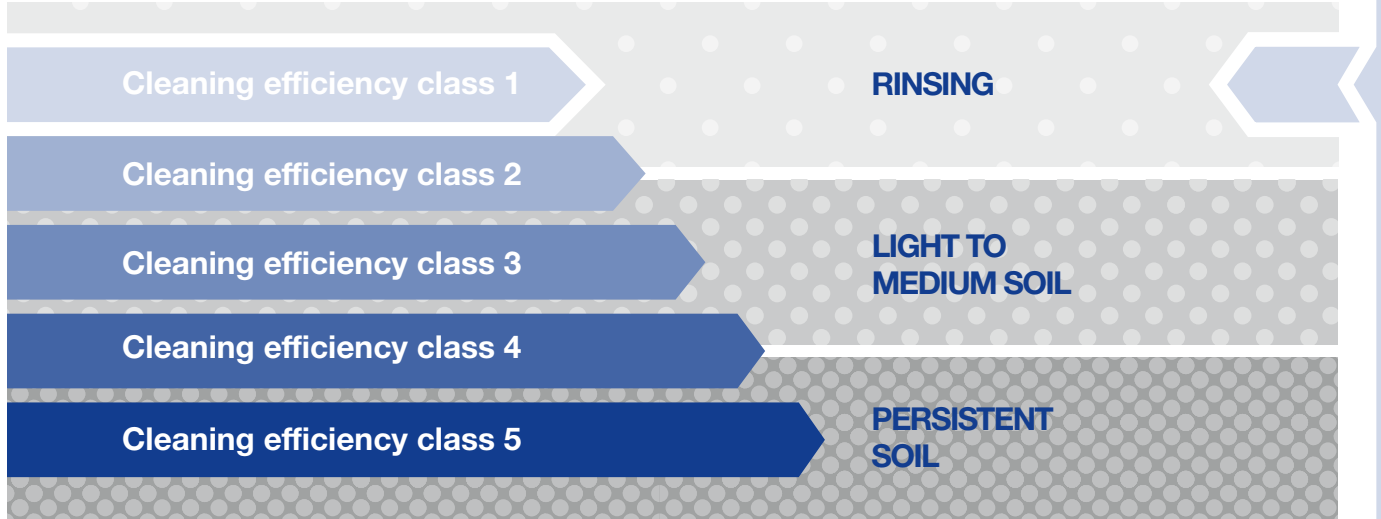 Cleaning efficiency class 1
RINSING
Cleaning efficiency class 2
Cleaning efficiency class 3
LIGHT TO
MEDIUM SOIL
Cleaning efficiency class 4
Cleaning efficiency class 5
PERSISTENT
SOIL